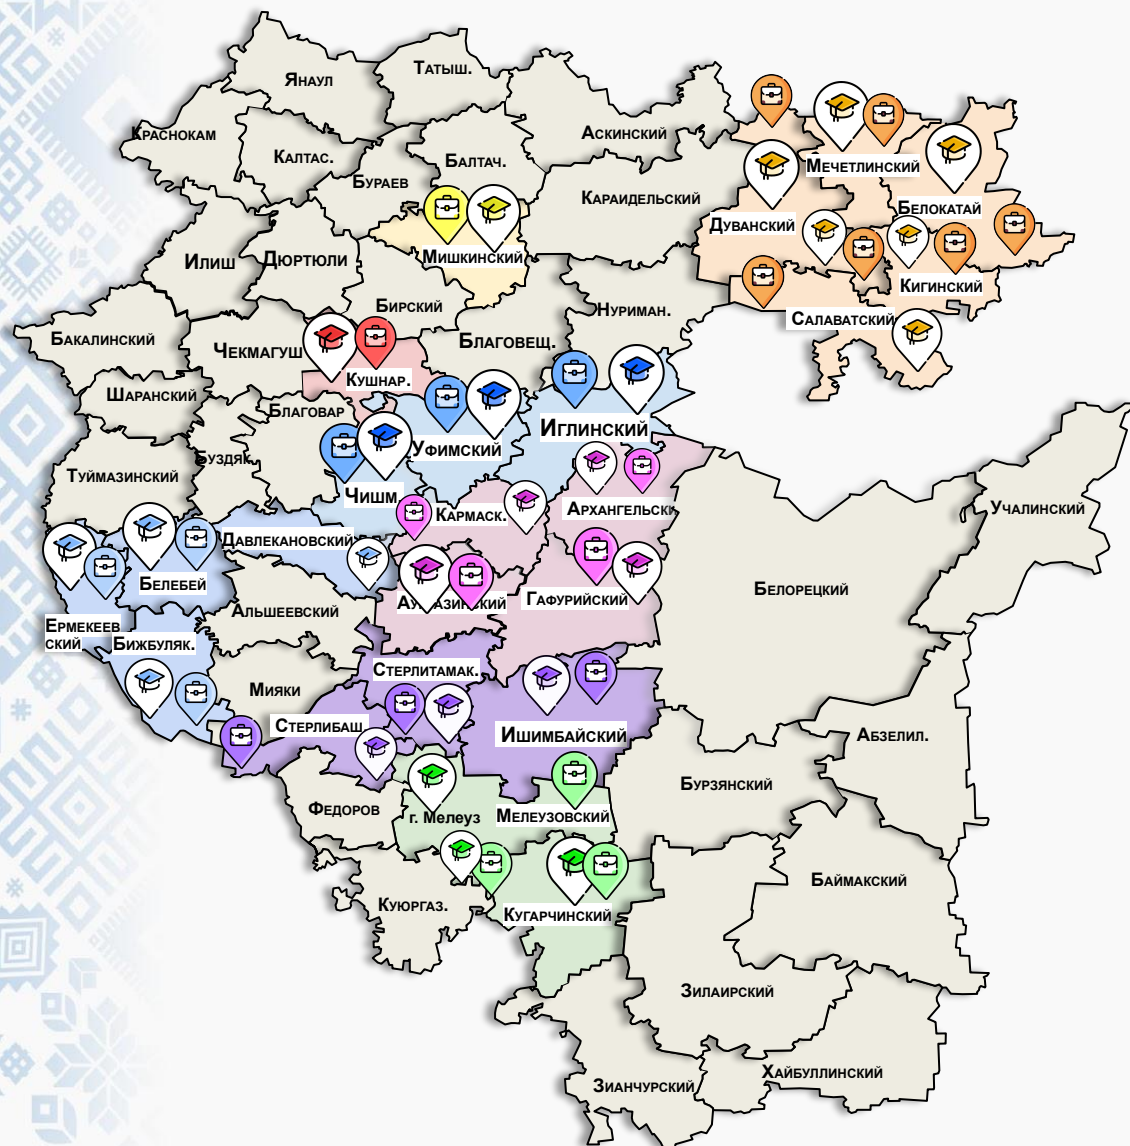 Янаул
Татыш.
Краснокам
Аскинский
Калтас.
Балтач.
Бураев
Мечетлинский
Караидельский
Белокатай
Дуванский
Мишкинский
Илиш
Дюртюли
Кигинский
Бирский
Нуриман.
Салаватский
Бакалинский
Чекмагуш
Благовещ.
Кушнар.
Шаранский
Благовар
Иглинский
Уфимский
Буздяк.
Туймазинский
Чишм.
Кармаск.
Архангельский
Учалинский
Давлекановский
Белебей
Белорецкий
Аургазинский
Гафурийский
Альшеевский
Ермекеев
ский
Бижбуляк.
Стерлитамак.
Мияки
Стерлибаш
Ишимбайский
Абзелил.
Бурзянский
Федоров
г. Мелеуз
Мелеузовский
Баймакский
Куюргаз.
Кугарчинский
Зилаирский
Хайбуллинский
Зианчурский